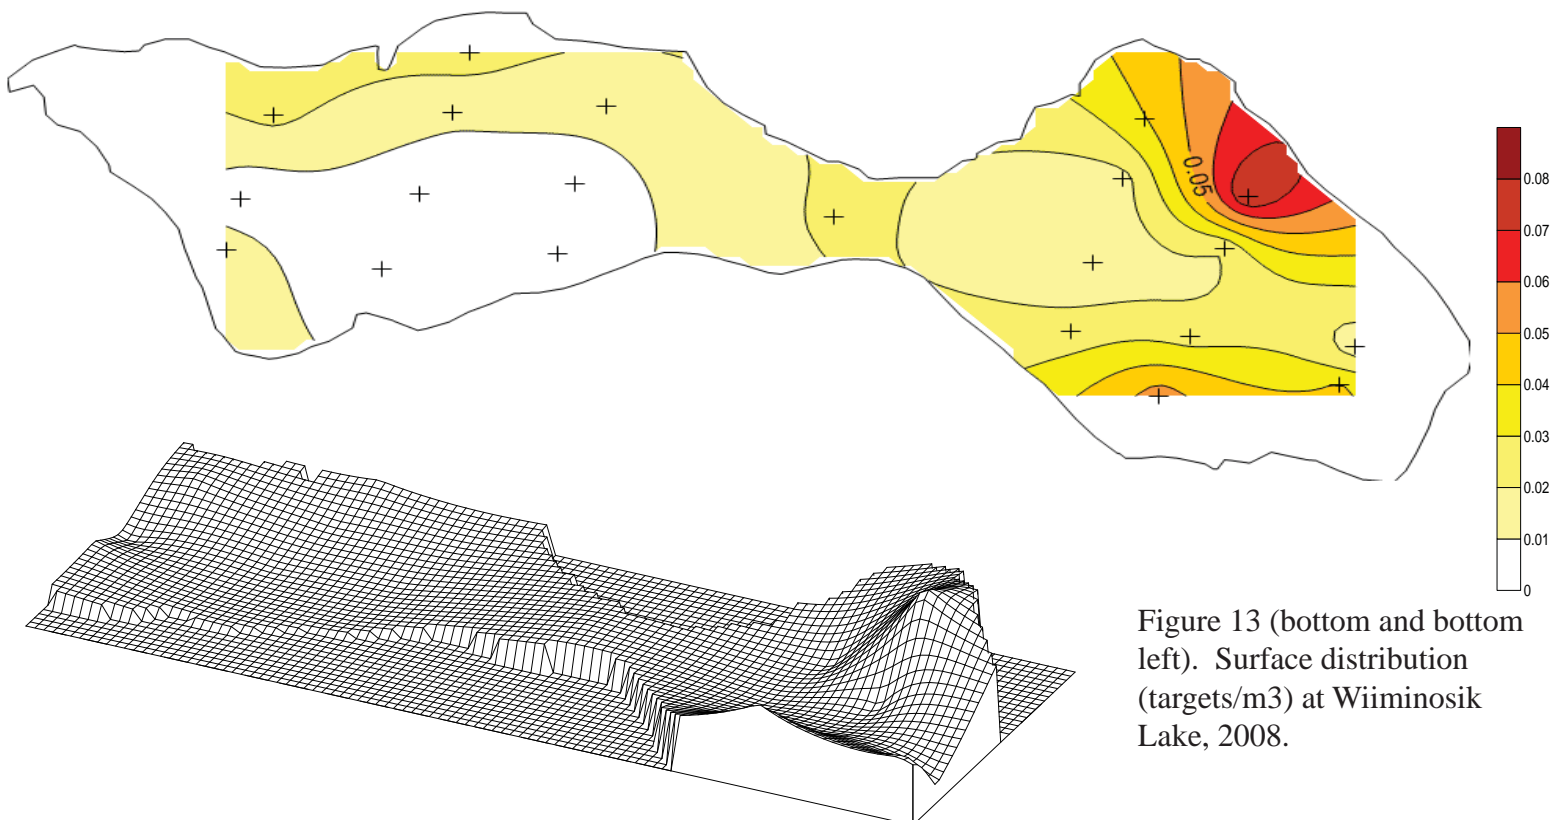 0.05
0.08
0.07
0.06
0.05
0.04
0.03
0.02
0.01
0
Figure 13 (bottom and bottom
left).  Surface distribution
(targets/m3) at Wiiminosik
Lake, 2008.